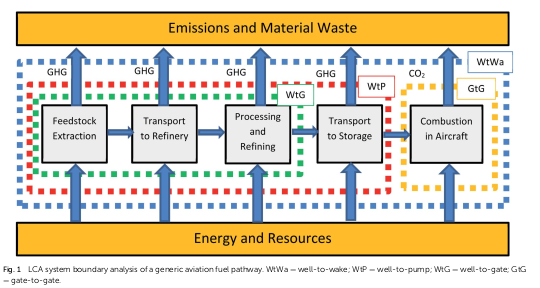 Emissions and Material Waste
WtWa
GHG
GHG
GHG
GHG
CO₂
WtP
GtG
WtG
Feedstock
Extraction
Transport
to Refinery
Processing
and
Refining
Transport
to Storage
Combustion
in Aircraft
Energy and Resources
Fig. 1 LCA system boundary analysis of a generic aviation fuel pathway. WtWa — well-to-wake; WtP — well-to-pump; WtG — well-to-gate; GtG
— gate-to-gate.